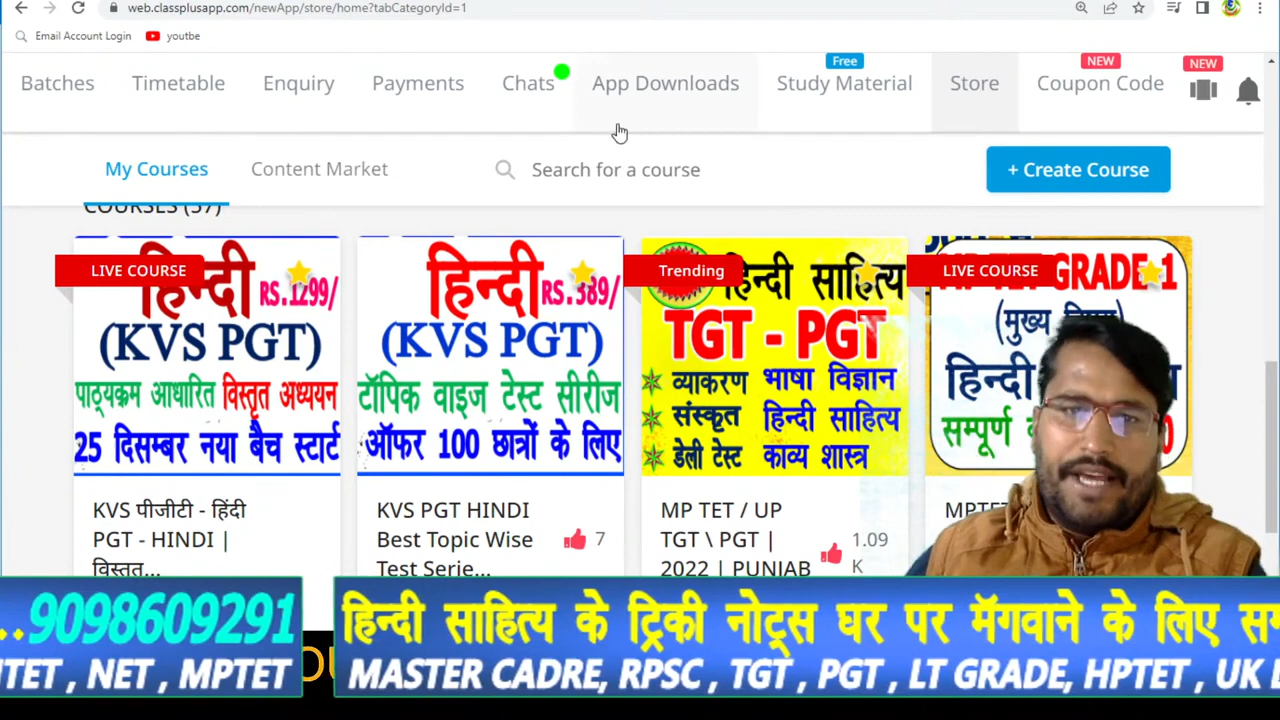 web.classplusapp.com/newApp/store/home?tabCategoryId=1
Email Account Login
youtbe
Batches
Timetable
Enquiry
Payments
Chats
App Downloads
Free
Study Material
Store
NEW
Coupon Code
NEW
My Courses
Content Market
Search for a course
+ Create Course
COURSES (37)
LIVE COURSE
हिन्दी
RS.1299/
(KVS PGT)
पाठ्यक्रम आधारित विस्तृत अध्ययन
25 दिसम्बर नया बैच स्टार्ट
KVS पीजीटी - हिंदी
PGT - HINDI |
विस्तृत...
हिन्दी
RS.389/
(KVS PGT)
टॉपिक वाइज टेस्ट सीरीज
ऑफर 100 छात्रों के लिए
KVS PGT HINDI
Best Topic Wise
Test Serie...
7
Trending
हिन्दी साहित्य
TGT - PGT
व्याकरण भाषा विज्ञान
संस्कृत हिन्दी साहित्य
डेली टेस्ट काव्य शास्त्र
MP TET / UP
TGT \ PGT |
2022 | PUNJAB
1.09
K
LIVE COURSE
MP TET GRADE-1
(मुख्य
हिन्दी
सम्पूर्ण
MPTET
..9098609291
NTET , NET , MPTET
हिन्दी साहित्य के ट्रिकी नोट्स घर पर मॅगवाने के लिए
MASTER CADRE, RPSC , TGT , PGT , LT GRADE, HPTET , UK